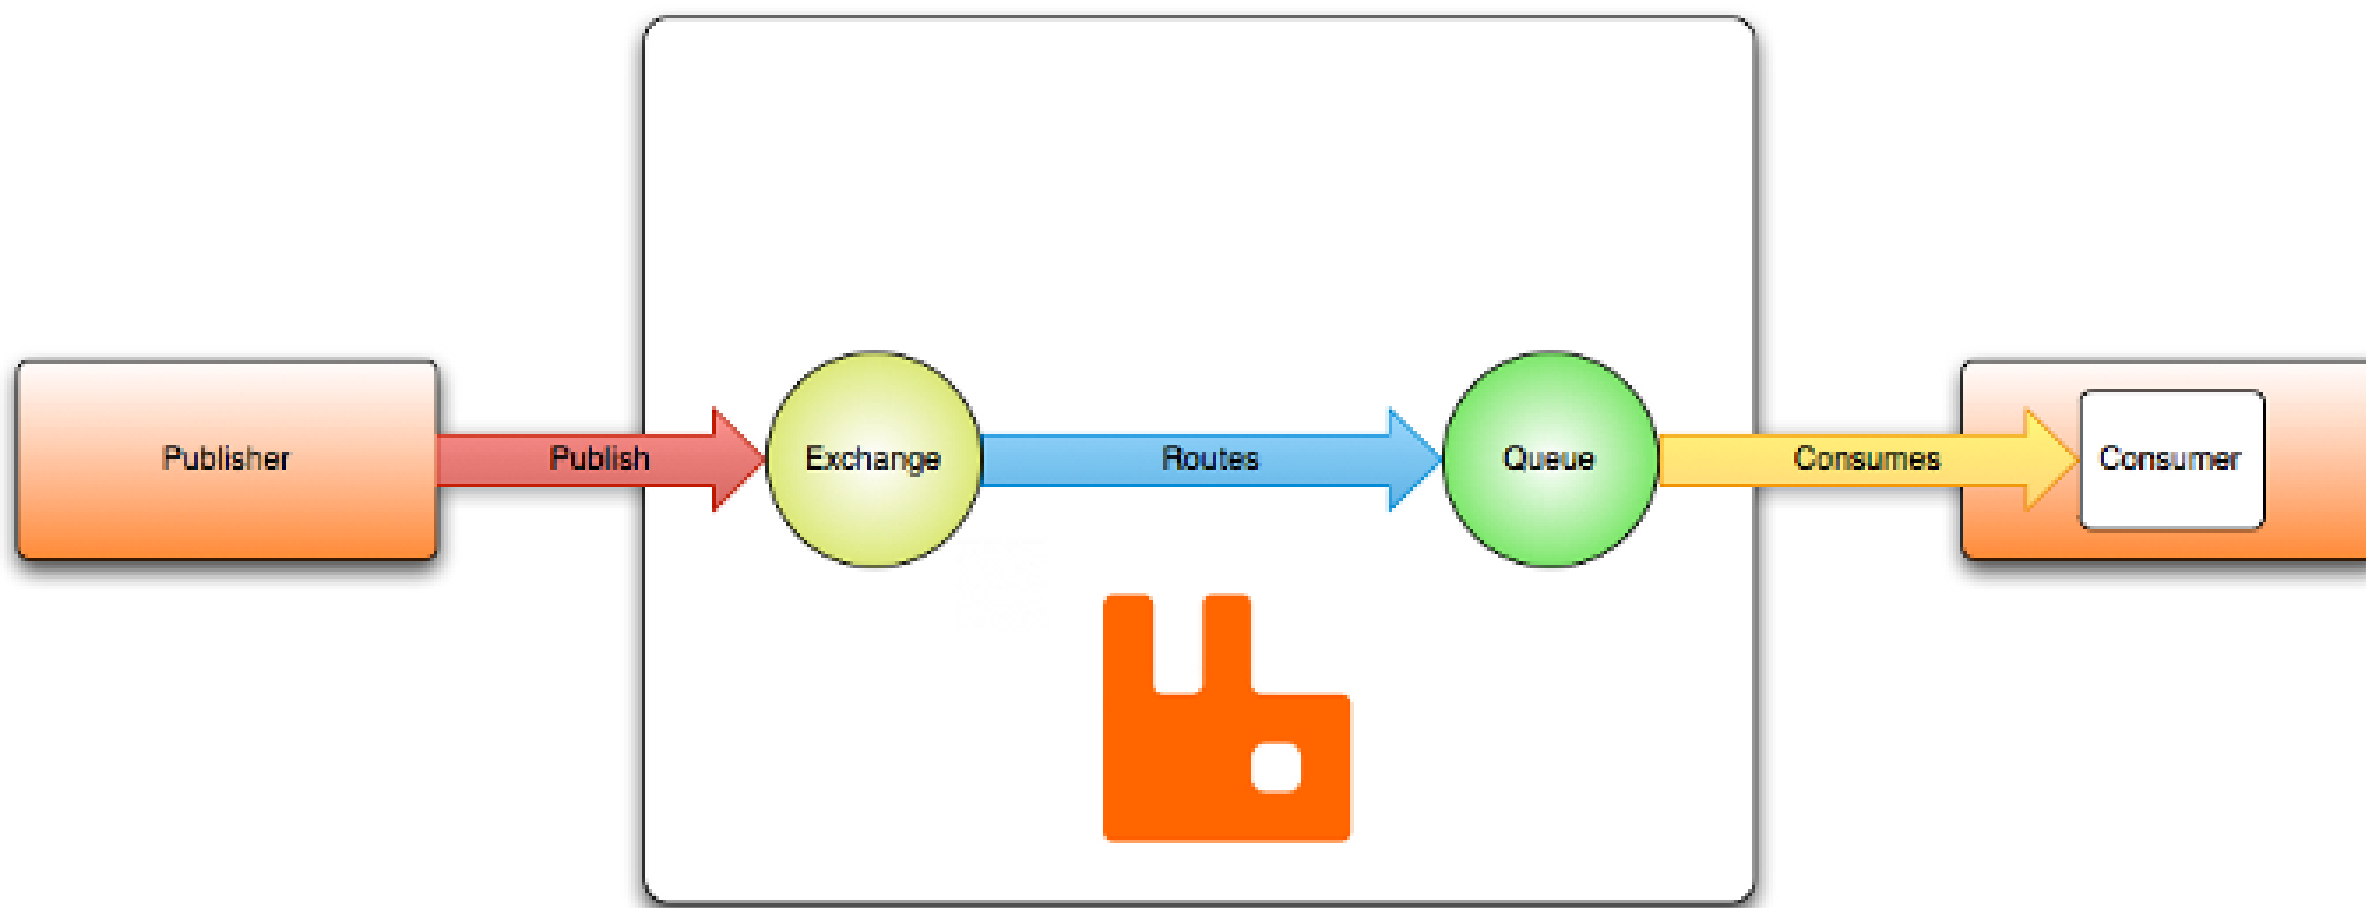 Publisher
Publish
Exchange
Routes
Queue
Consumes
Consumer